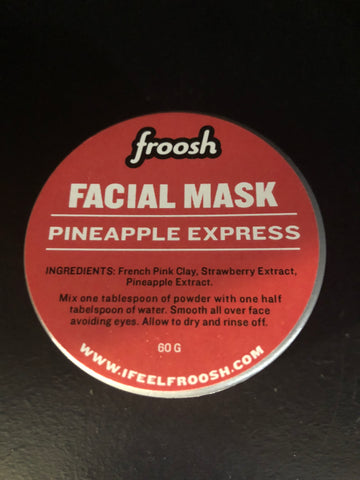 froosh
FACIAL MASK
PINEAPPLE EXPRESS
INGREDIENTS: French Pink Clay, Strawberry Extract,
Pineapple Extract.
Mix one tablespoon of powder with one half
tabelspoon of water. Smooth all over face
avoiding eyes. Allow to dry and rinse off.
60 G
WWW.IFEELFROOSH.COM